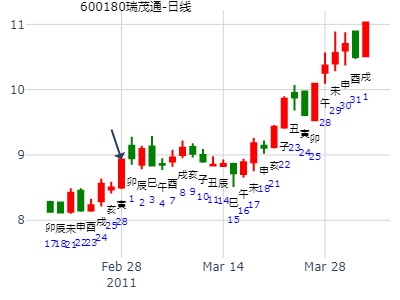 600180瑞茂通-日线
11
10
9
8
卯 辰 未 申 酉 戌 亥 寅 卯 辰 巳 午 酉 戌 亥 子 丑 辰 巳 午 未 申 亥 子 丑 寅 卯 午 未 申 酉 戌
17 18 21 22 23 24 25 28 1 2 3 4 7 8 9 10 11 14 15 16 17 18 21 22 23 24 25 28 29 30 31 1
Feb 28 Mar 14 Mar 28
2011